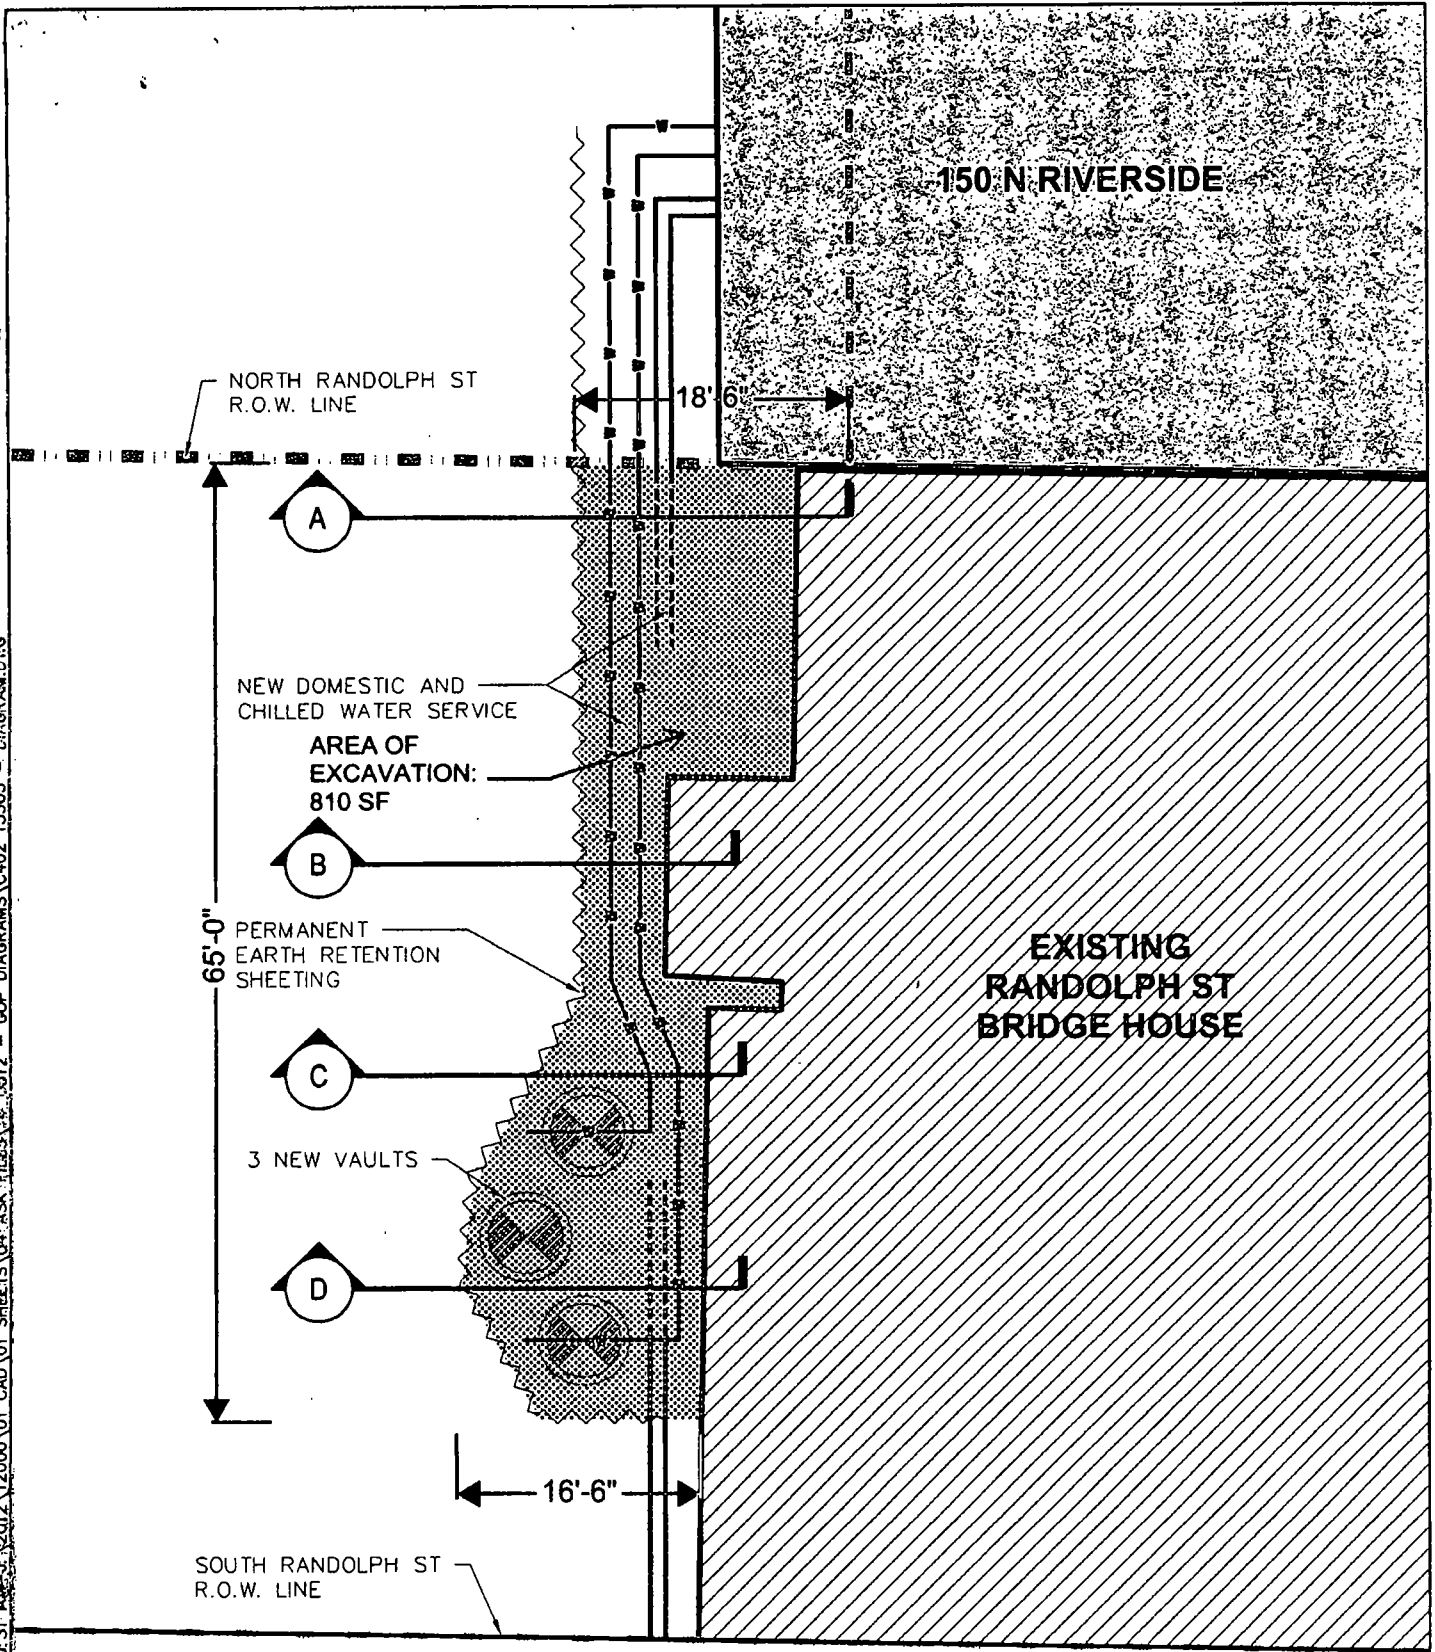 150 N RIVERSIDE
NORTH RANDOLPH ST
R.O.W. LINE
18'-6"
A
NEW DOMESTIC AND
CHILLED WATER SERVICE
AREA OF
EXCAVATION:
810 SF
B
65'-0"
PERMANENT
EARTH RETENTION
SHEETING
EXISTING
RANDOLPH ST
BRIDGE HOUSE
C
3 NEW VAULTS
D
16'-6"
SOUTH RANDOLPH ST
R.O.W. LINE